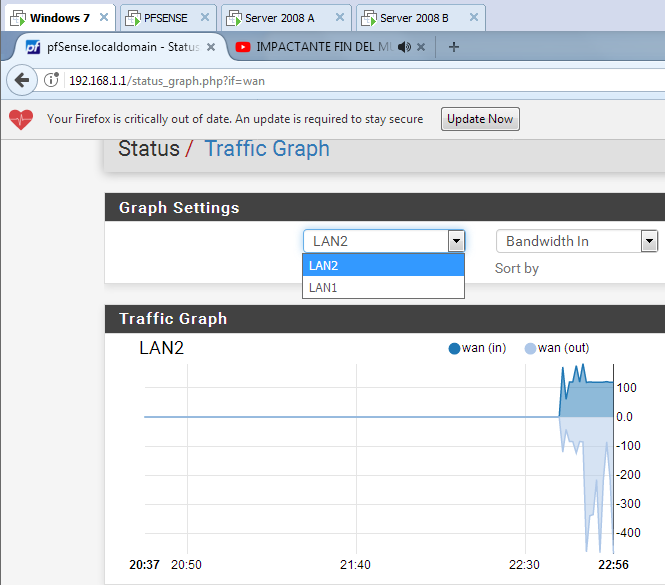 Windows 7 PFSENSE Server 2008 A Server 2008 B
pfSense.localdomain - Status IMPACTANTE FIN DEL
192.168.1.1/status_graph.php?if=wan
Your Firefox is critically out of date. An update is required to stay secure Update Now
Status / Traffic Graph
Graph Settings
LAN2 Bandwidth In
LAN2 Sort by
LAN1
Traffic Graph
LAN2 wan (in) wan (out)
100
0.0
-100
-200
-300
-400
20:37 20:50 21:40 22:30 22:56